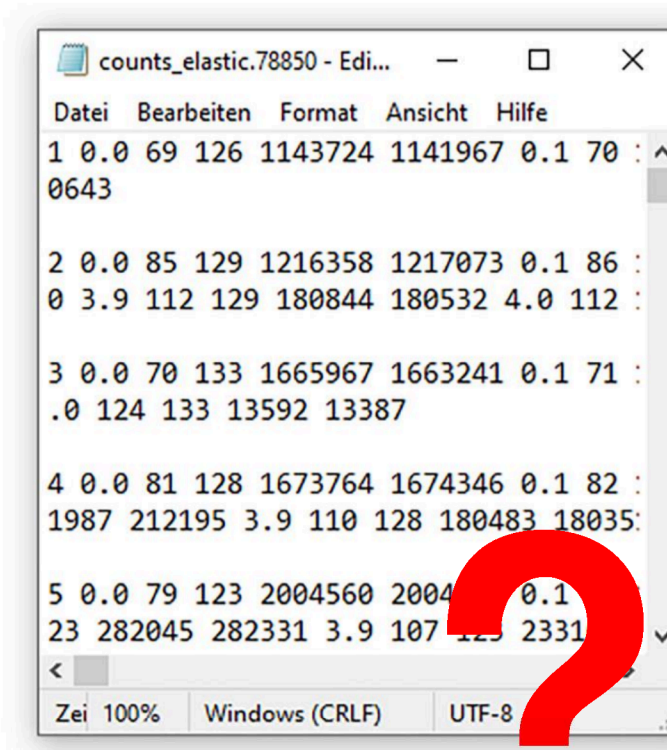 counts_elastic.78850 - Edi...
Datei Bearbeiten Format Ansicht Hilfe
1 0.0 69 126 1143724 1141967 0.1 70
0643
2 0.0 85 129 1216358 1217073 0.1 86
0 3.9 112 129 180844 180532 4.0 112
3 0.0 70 133 1665967 1663241 0.1 71
.0 124 133 13592 13387
4 0.0 81 128 1673764 1674346 0.1 82
1987 212195 3.9 110 128 180483 18035
5 0.0 79 123 2004560 0.1
23 282045 282331 3.9 107
Zei 100% Windows (CRLF) UTF-8
?